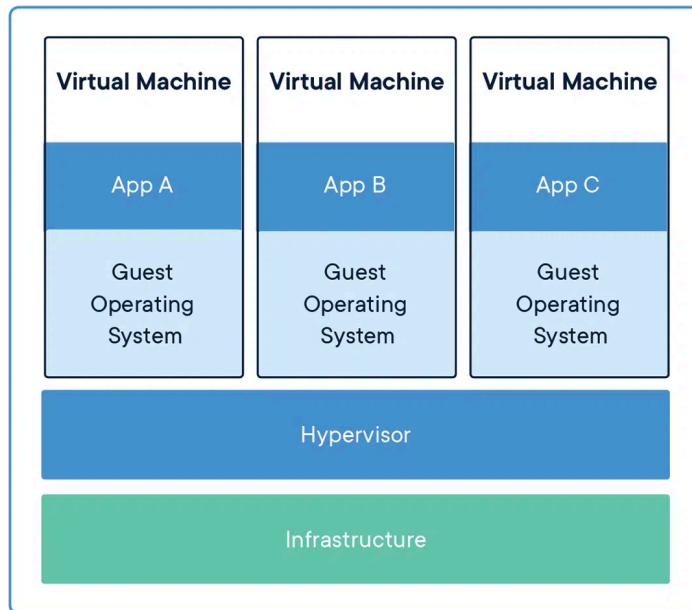 Virtual Machine
App A
Guest
Operating
System
Virtual Machine
App B
Guest
Operating
System
Virtual Machine
App C
Guest
Operating
System
Hypervisor
Infrastructure